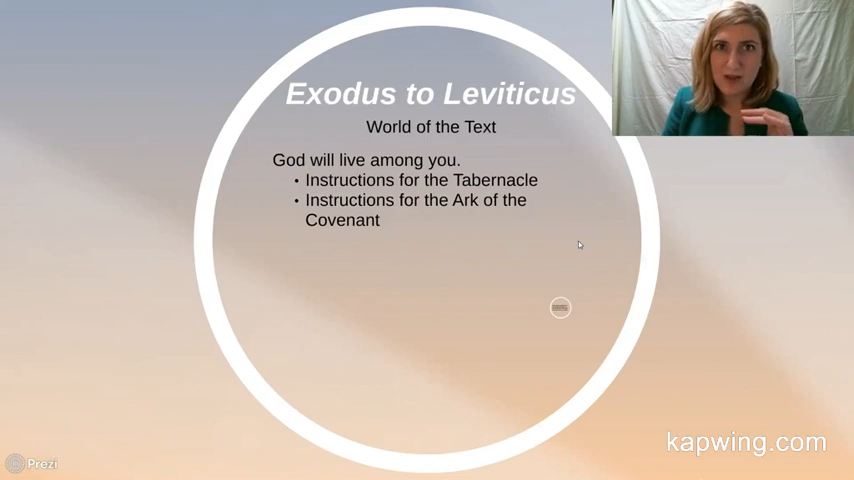 Exodus to Leviticus
World of the Text
God will live among you.
• Instructions for the Tabernacle
• Instructions for the Ark of the
Covenant
kapwing.com
Prezi